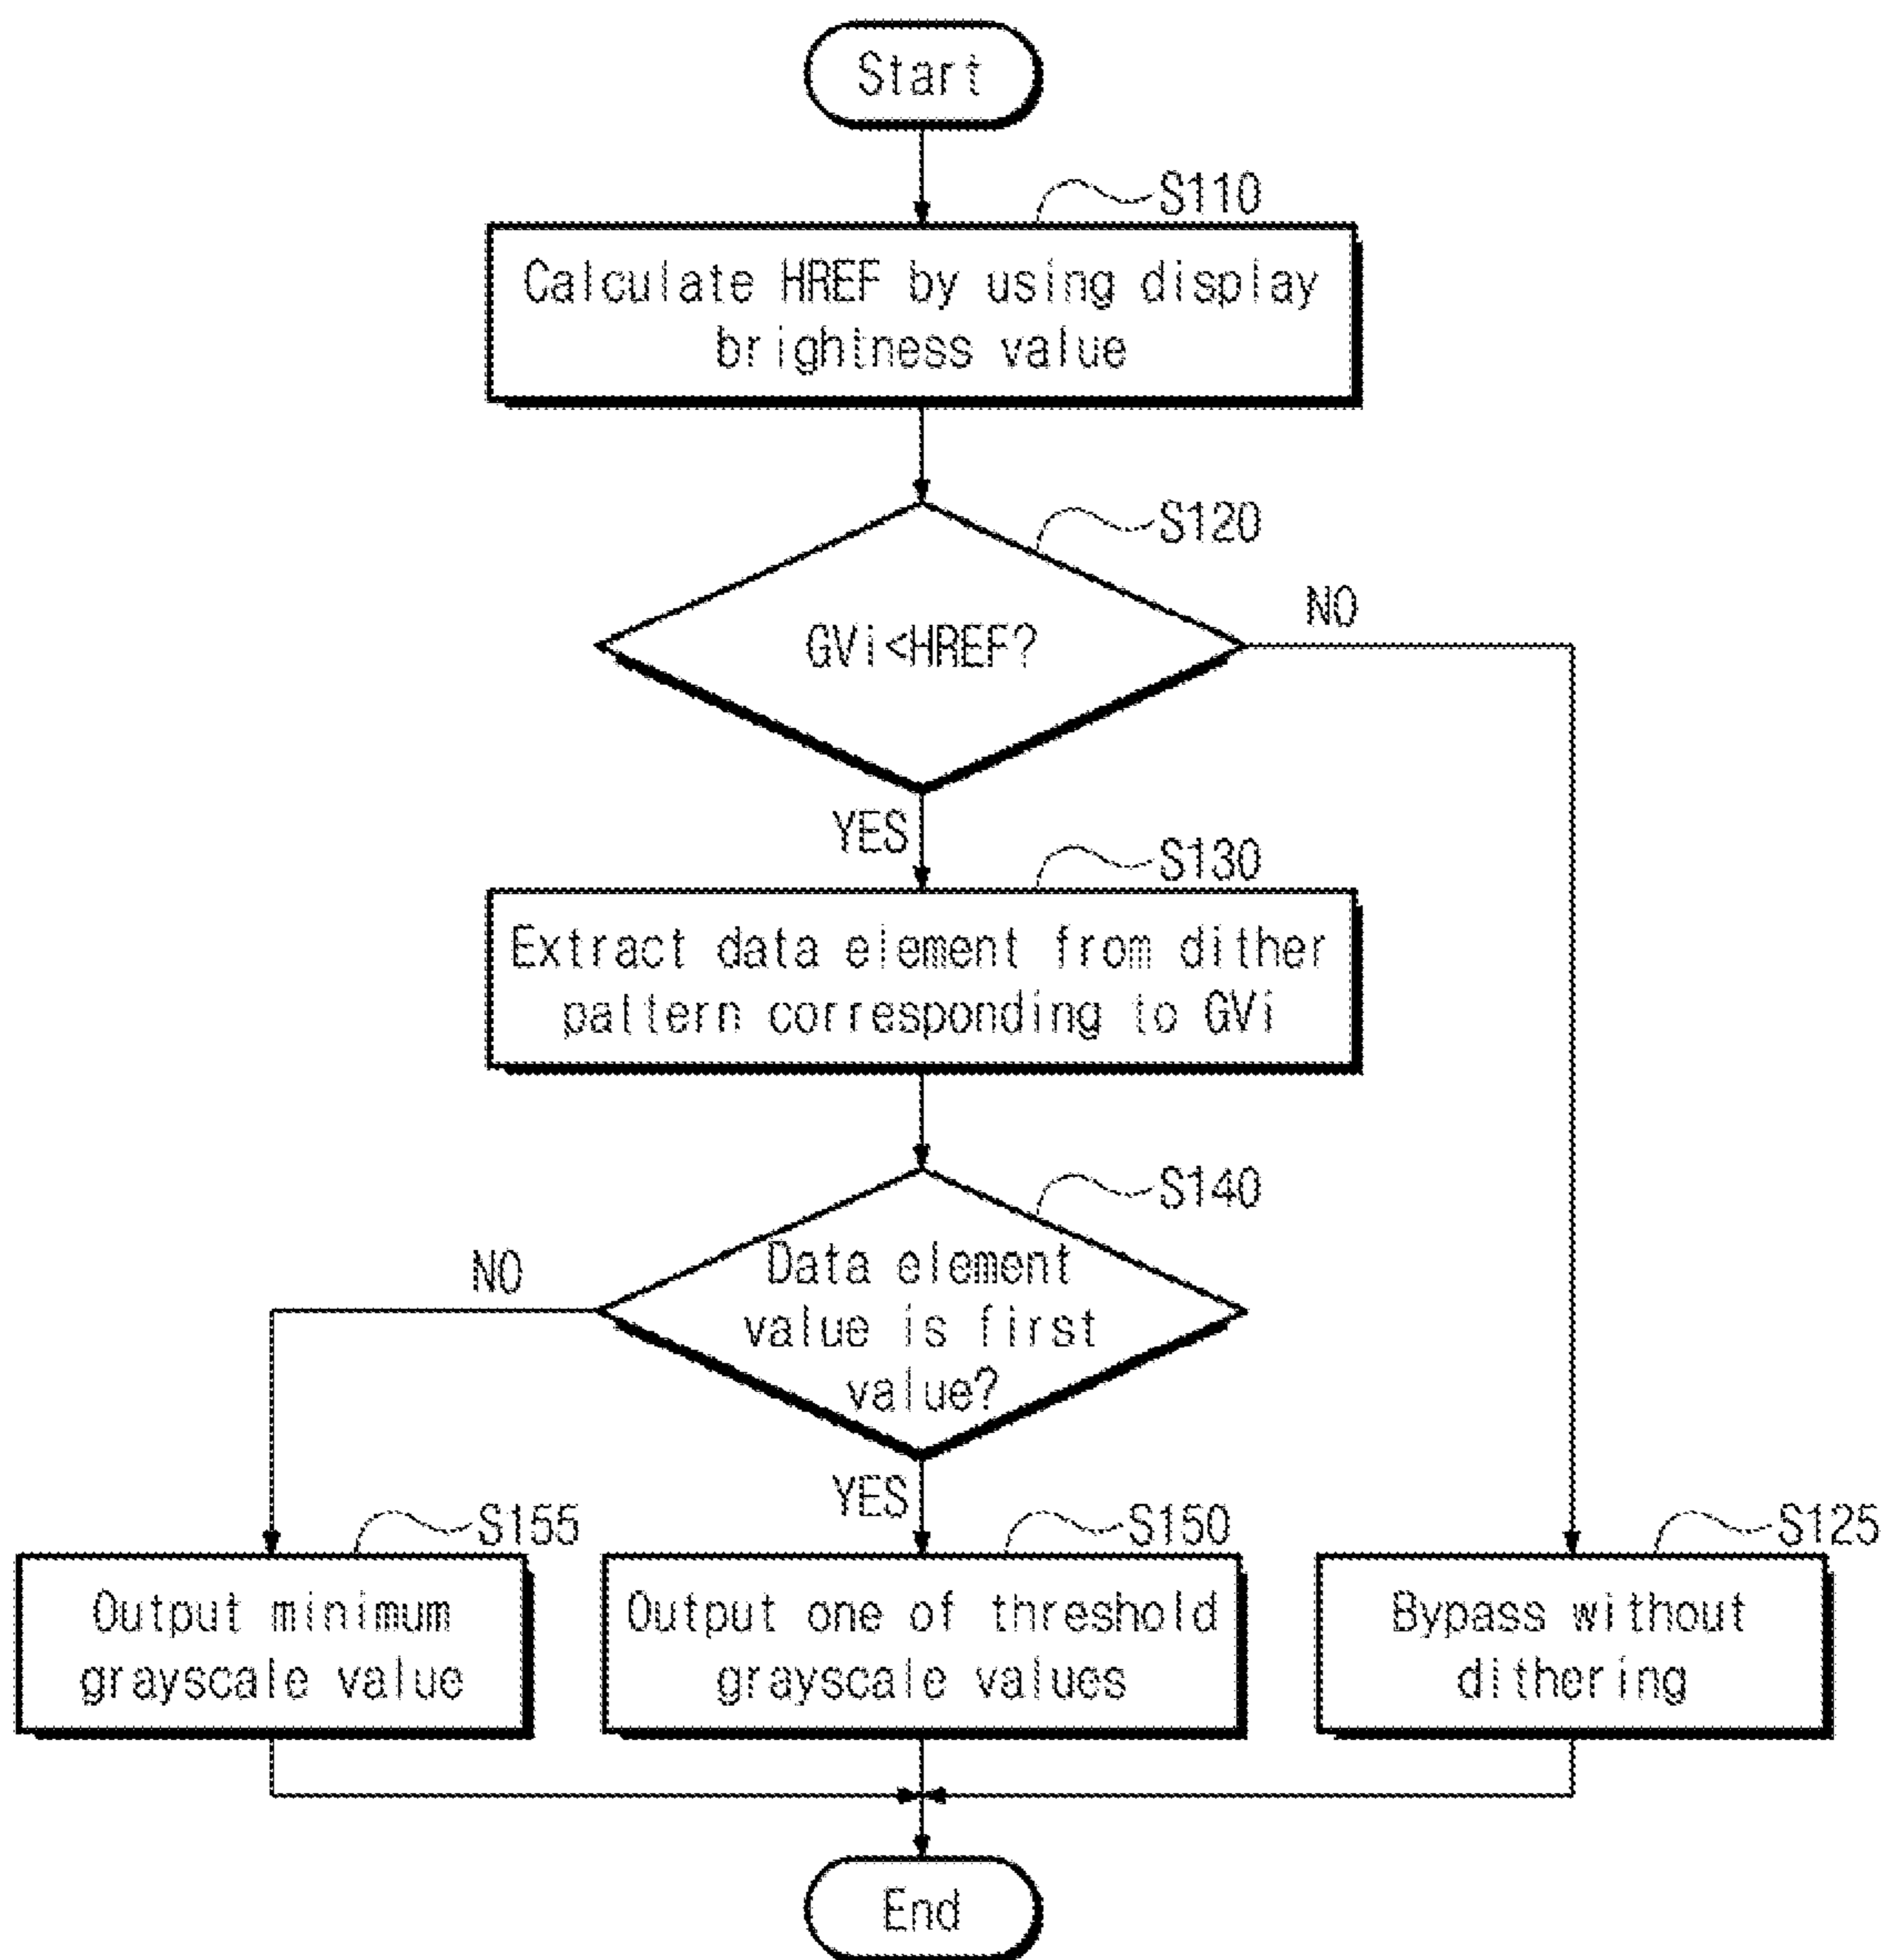 Start
S110
Calculate HREF by using display
brightness value
S120
GVi<HREF?
NO
YES
S130
Extract data element from dither
pattern corresponding to GVi
S140
Data element
value is first
value?
NO
YES
S155
Output minimum
grayscale value
S150
Output one of threshold
grayscale values
S125
Bypass without
dithering
End